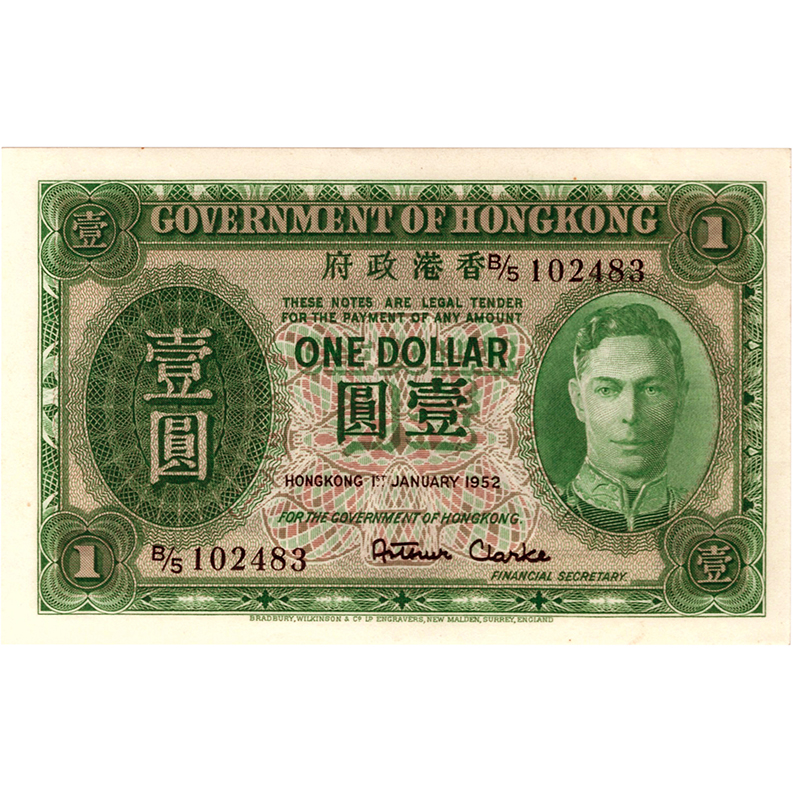 壹 GOVERNMENT OF HONGKONG 1
府政港香 B/5 102483
THESE NOTES ARE LEGAL TENDER
FOR THE PAYMENT OF ANY AMOUNT
ONE DOLLAR
圓壹
壹
圓
HONGKONG 1ST JANUARY 1952
FOR THE GOVERNMENT OF HONGKONG.
1 B/5 102483 Arthur Clarke 壹
FINANCIAL SECRETARY.
BRADBURY, WILKINSON & Cº Lᴰ ENGRAVERS, NEW MALDEN, SURREY, ENGLAND